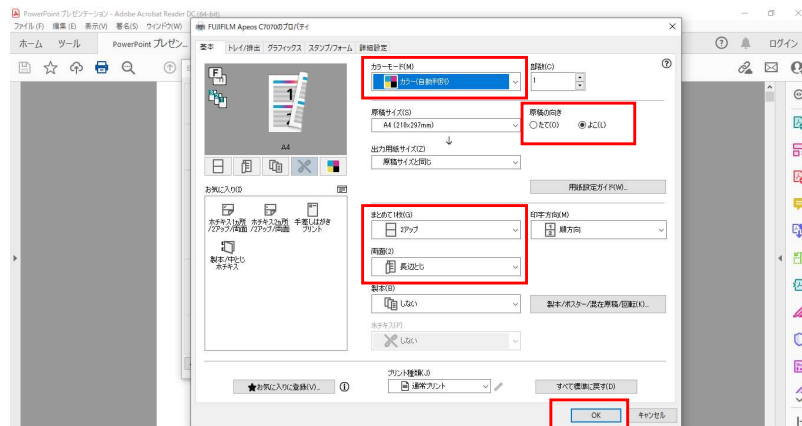 PowerPoint プレゼンテーション - Adobe Acrobat Reader DC (64-bit)
ファイル(F) 編集(E) 表示(V) 署名(S) ウィンドウ(W)
ホーム ツール PowerPoint プレゼン... ログイン
FUJIFILM Apeos C7070のプロパティ
基本 トレイ/排出 グラフィックス スタンプ/フォーム 詳細設定
カラーモード(M)
カラー(自動判別)
部数(C)
1
原稿サイズ(S)
A4 (210x297mm)
原稿の向き
たて(O) よこ(L)
出力用紙サイズ(Z)
原稿サイズと同じ
A4
用紙設定ガイド(W)...
お気に入り(I)
ホチキス1カ所/2アップ/両面
ホチキス2カ所/2アップ/両面
手差しはがきプリント
製本/中とじホチキス
まとめて1枚(G)
2アップ
印字方向(M)
順方向
両面(2)
長辺とじ
製本(B)
しない
製本/ポスター/混在原稿/回転(K)...
ホチキス(P)
しない
プリント種類(J)
通常プリント
★お気に入りに登録(V)...
すべて標準に戻す(D)
OK キャンセル